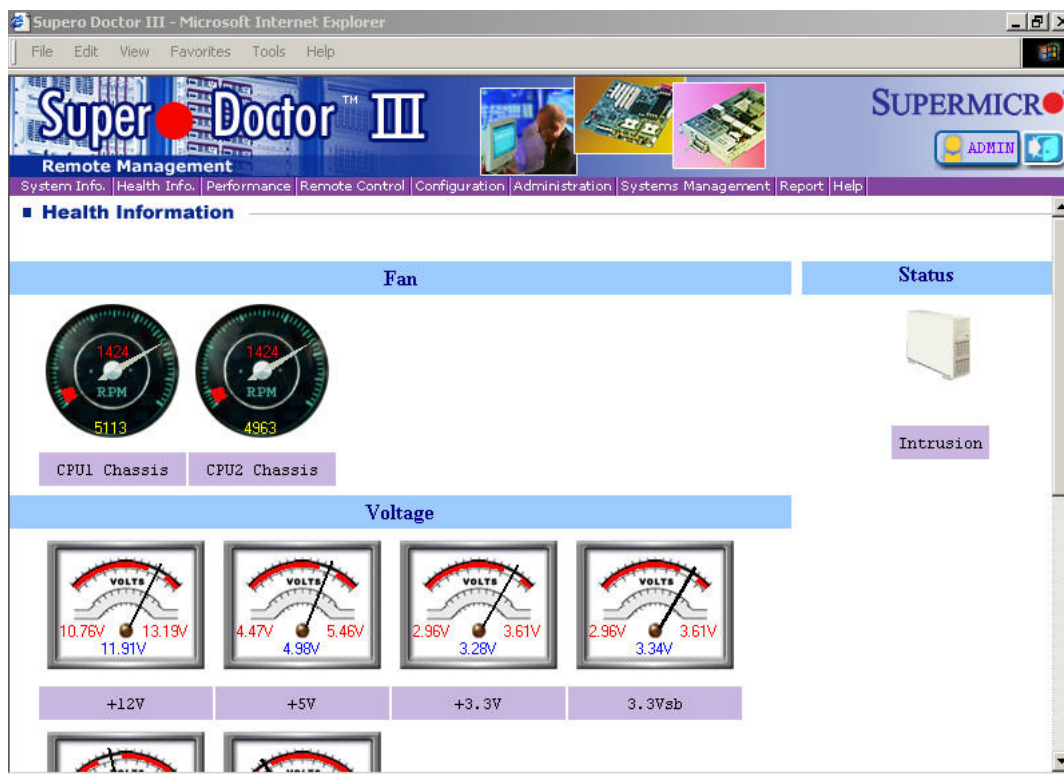 Supero Doctor III - Microsoft Internet Explorer
File Edit View Favorites Tools Help
Super Doctor™ III
SUPERMICRO
ADMIN
Remote Management
System Info. Health Info. Performance Remote Control Configuration Administration Systems Management Report Help
Health Information
Fan
Status
1424
RPM
5113
1424
RPM
4963
CPU1 Chassis
CPU2 Chassis
Intrusion
Voltage
VOLTS
10.76V 13.19V
11.91V
VOLTS
4.47V 5.46V
4.98V
VOLTS
2.96V 3.61V
3.28V
VOLTS
2.96V 3.61V
3.34V
+12V
+5V
+3.3V
3.3Vsb
VOLTS
VOLTS